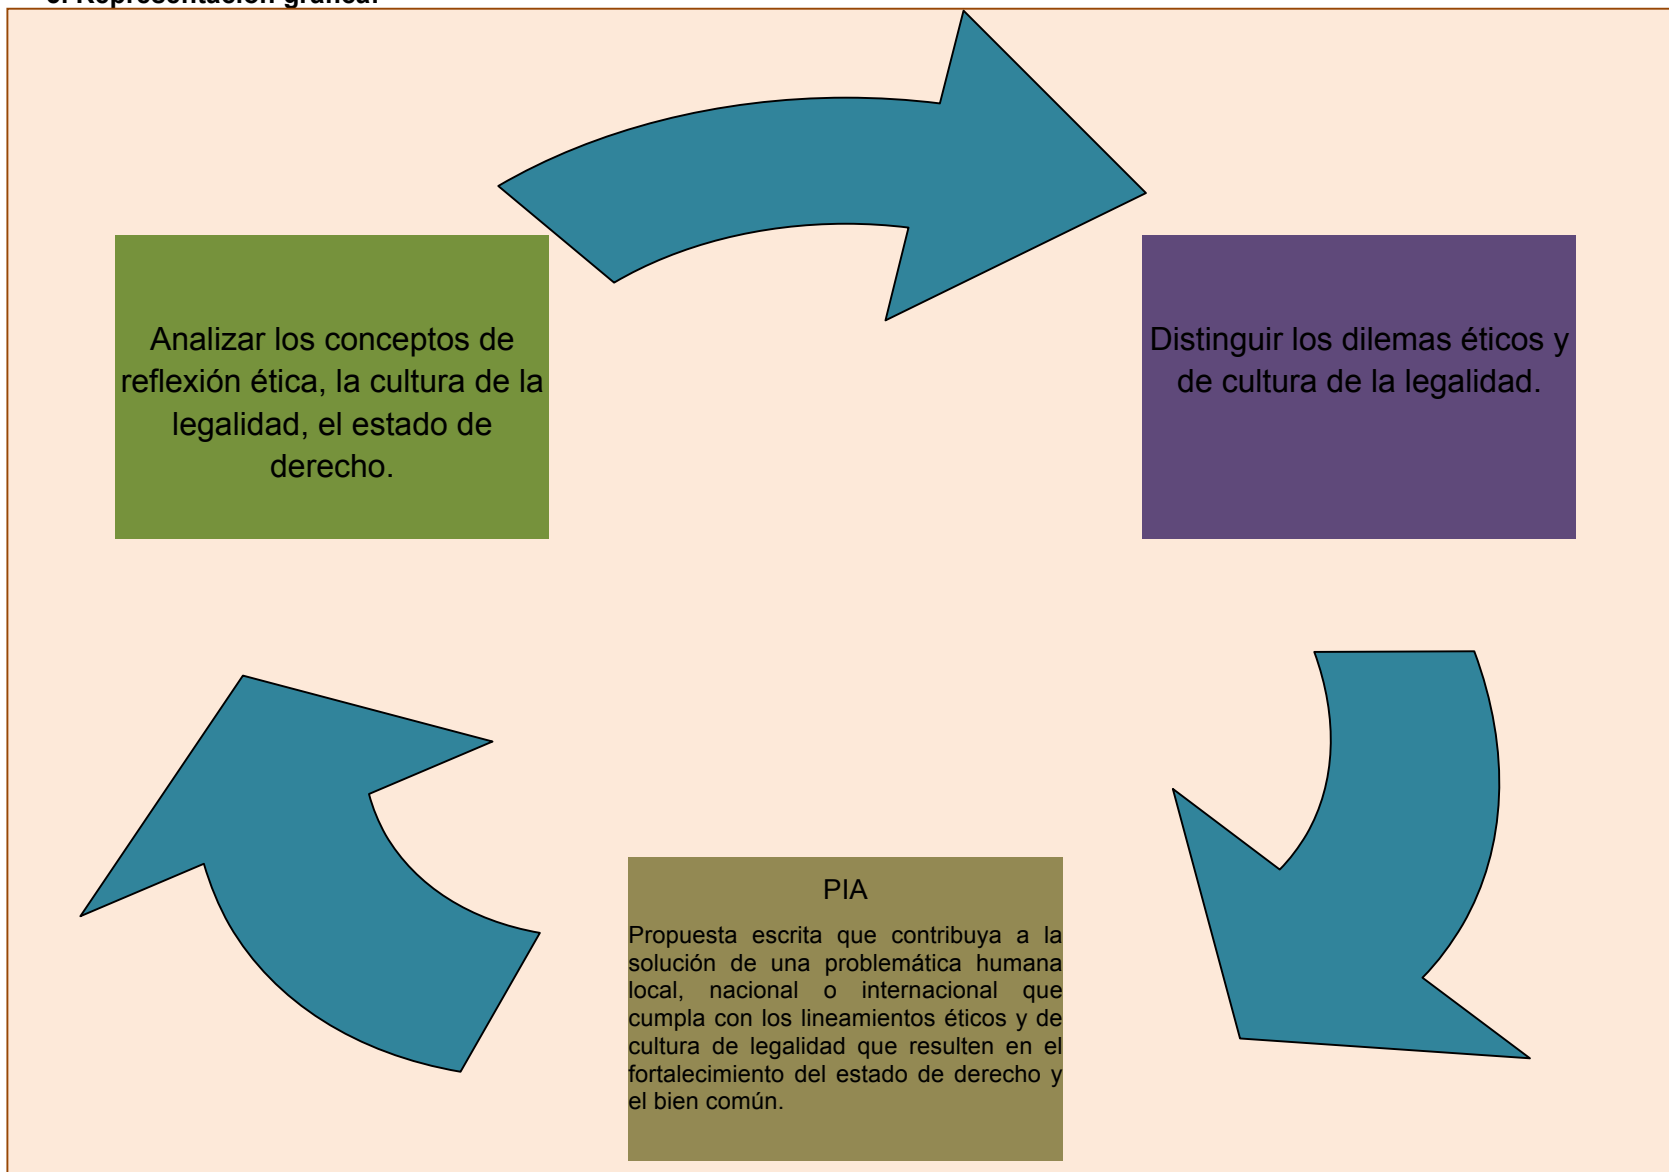 Representación gráfica.
Analizar los conceptos de
reflexión ética, la cultura de la
legalidad, el estado de
derecho.
Distinguir los dilemas éticos y
de cultura de la legalidad.
PIA
Propuesta escrita que contribuya a la
solución de una problemática humana
local, nacional o internacional que
cumpla con los lineamientos éticos y de
cultura de legalidad que resulten en el
fortalecimiento del estado de derecho y
el bien común.